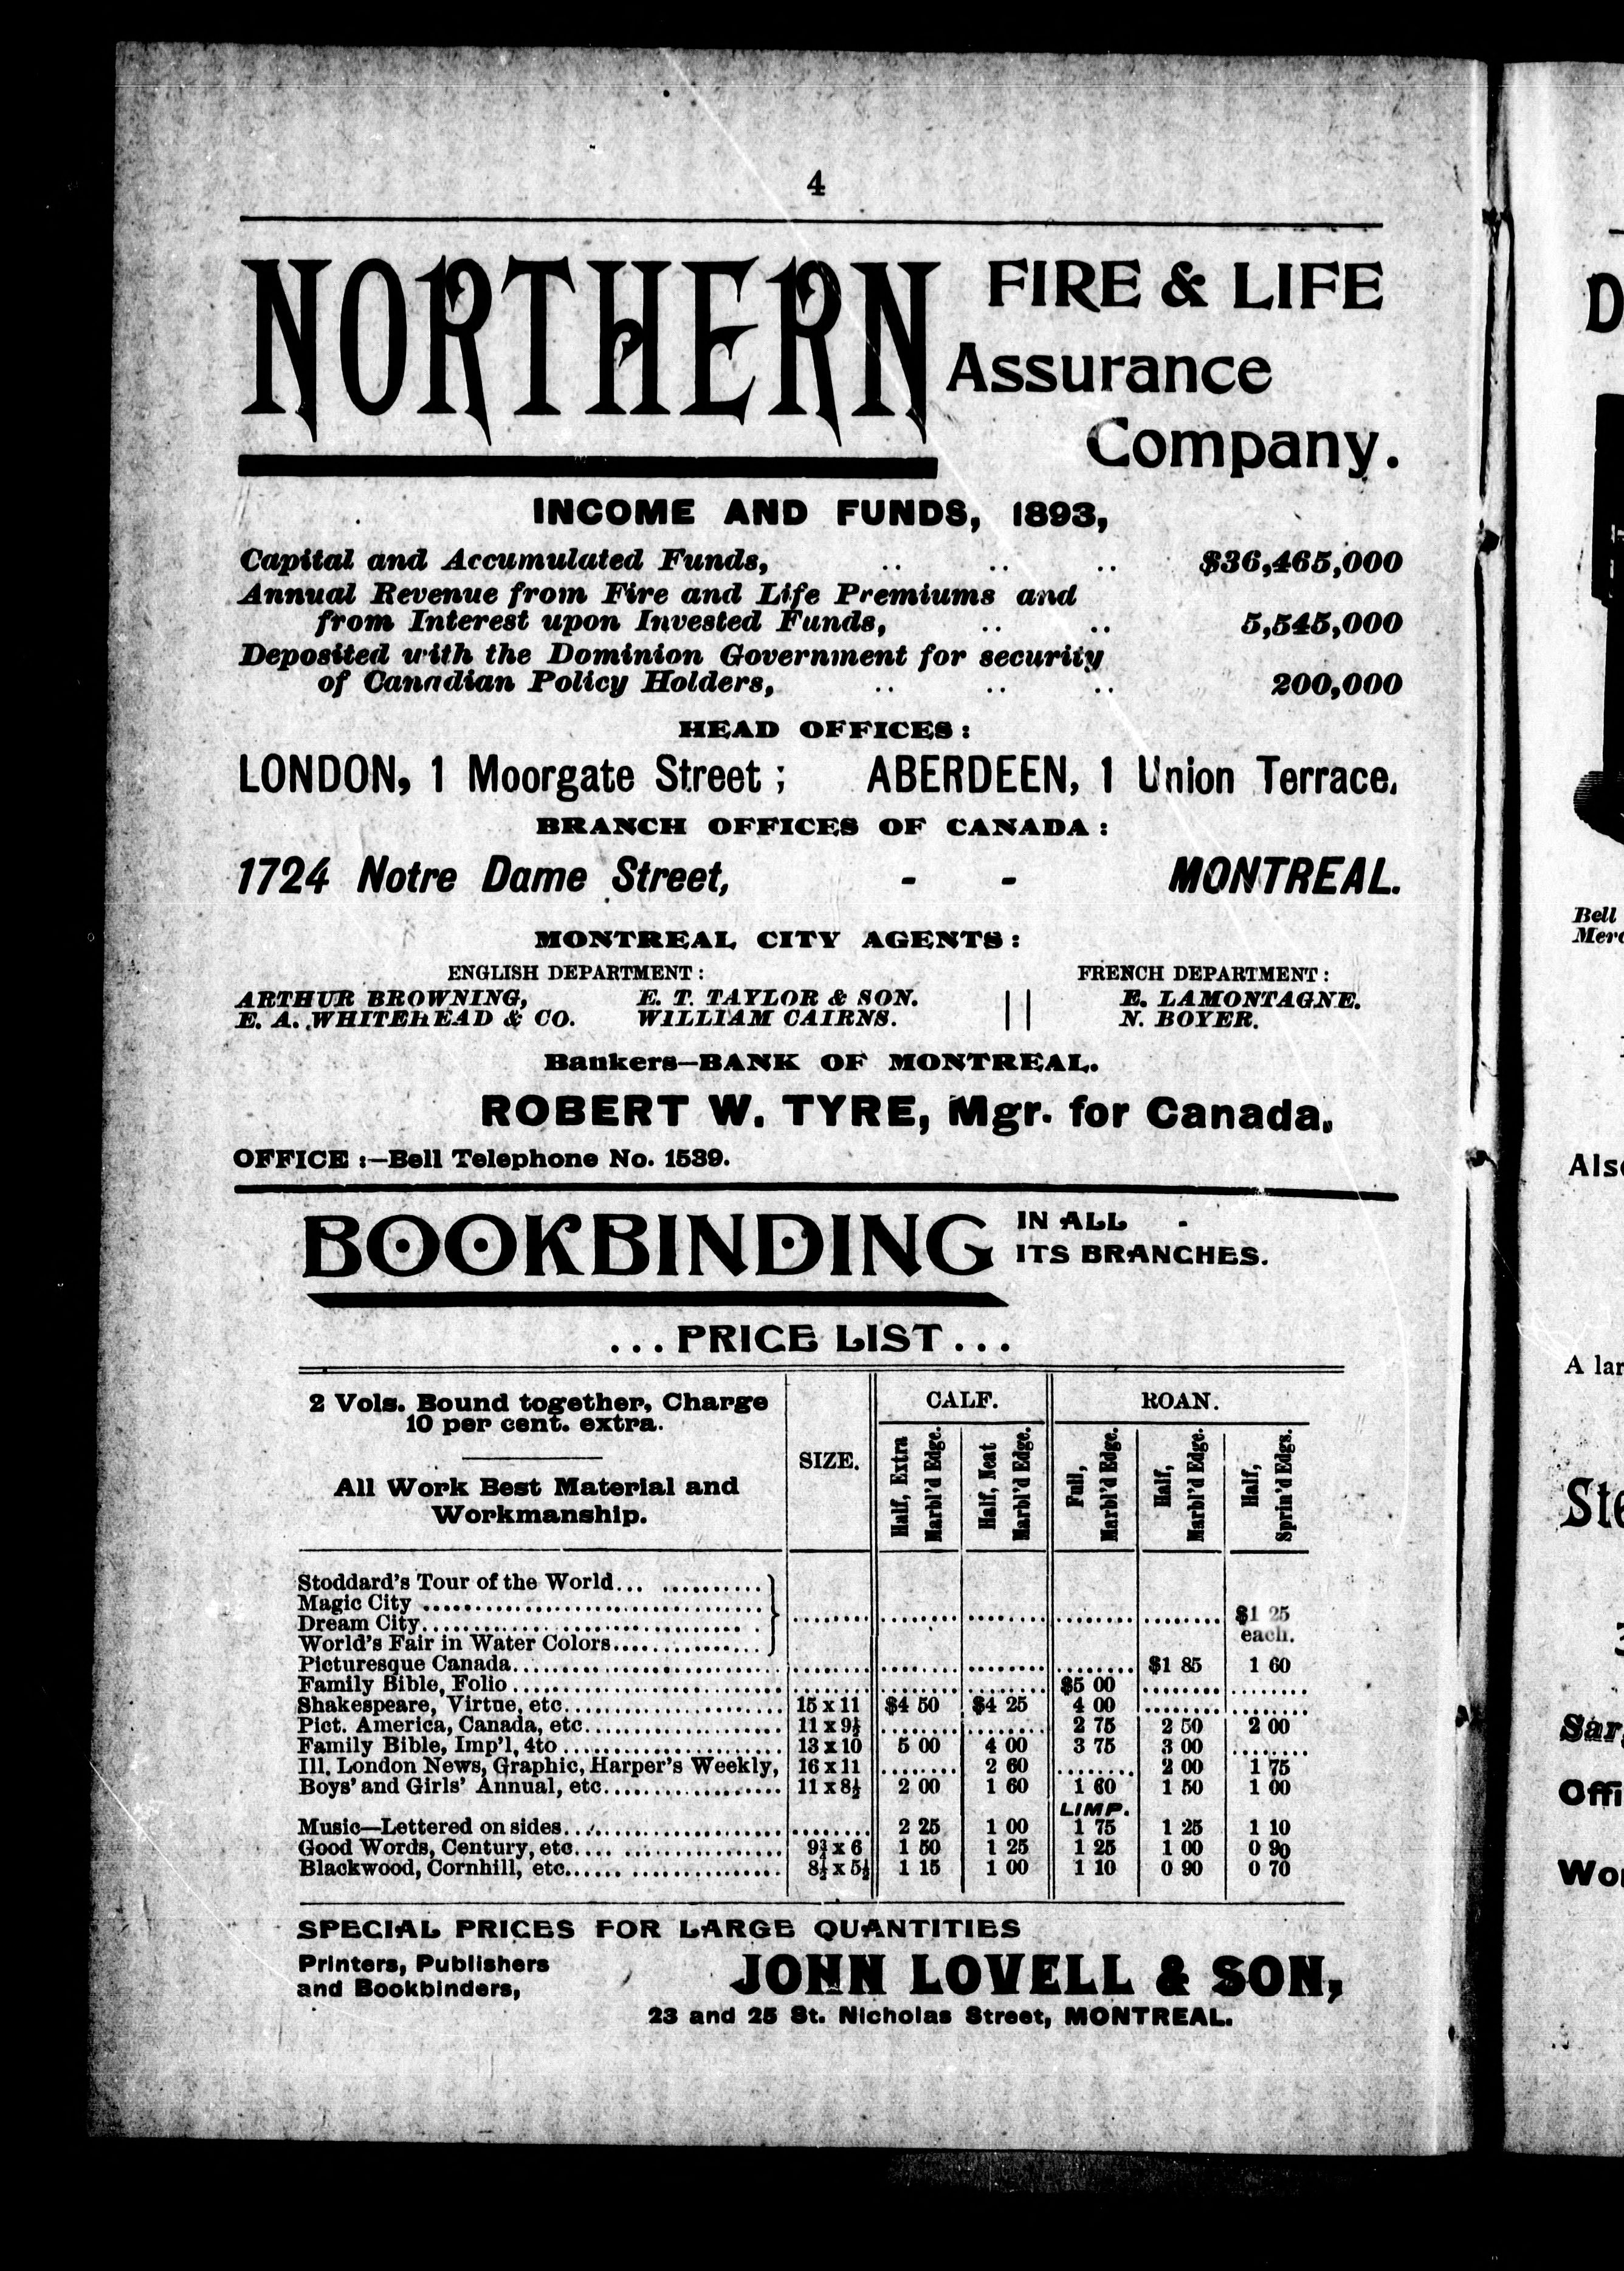 4
NORTHERN FIRE & LIFE
Assurance
Company.
INCOME AND FUNDS, 1893,
Capital and Accumulated Funds, .. .. .. $36,465,000
Annual Revenue from Fire and Life Premiums and
from Interest upon Invested Funds, .. .. 5,545,000
Deposited with the Dominion Government for security
of Canadian Policy Holders, .. .. .. 200,000
HEAD OFFICES:
LONDON, 1 Moorgate Street; ABERDEEN, 1 Union Terrace.
BRANCH OFFICES OF CANADA:
1724 Notre Dame Street, - - MONTREAL.
MONTREAL CITY AGENTS:
ENGLISH DEPARTMENT: FRENCH DEPARTMENT:
ARTHUR BROWNING, E. T. TAYLOR & SON. || E. LAMONTAGNE.
E. A. WHITEHEAD & CO. WILLIAM CAIRNS. N. BOYER.
Bankers—BANK OF MONTREAL.
ROBERT W. TYRE, Mgr. for Canada.
OFFICE :—Bell Telephone No. 1539.
BOOKBINDING IN ALL -
ITS BRANCHES.
...PRICE LIST...
2 Vols. Bound together, Charge
10 per cent. extra.
All Work Best Material and
Workmanship.
SIZE.
CALF. ROAN.
Half, Extra Marbl'd Edge.
Half, Neat Marbl'd Edge.
Full, Marbl'd Edge.
Half, Marbl'd Edge.
Half, Sprin'd Edgs.
Stoddard's Tour of the World
Magic City
Dream City $1 25
World's Fair in Water Colors each.
Picturesque Canada $1 85 1 60
Family Bible, Folio $5 00
Shakespeare, Virtue, etc 15 x 11 $4 50 $4 25 4 00
Pict. America, Canada, etc 11 x 9½ 2 75 2 50 2 00
Family Bible, Imp'l, 4to 13 x 10 5 00 4 00 3 75 3 00
Ill. London News, Graphic, Harper's Weekly, 16 x 11 2 60 2 00 1 75
Boys' and Girls' Annual, etc 11 x 8½ 2 00 1 60 1 60 1 50 1 00
LIMP.
Music—Lettered on sides 2 25 1 00 1 75 1 25 1 10
Good Words, Century, etc 9¾ x 6 1 50 1 25 1 25 1 00 0 90
Blackwood, Cornhill, etc 8½ x 5½ 1 15 1 00 1 10 0 90 0 70
SPECIAL PRICES FOR LARGE QUANTITIES
Printers, Publishers
and Bookbinders,
JOHN LOVELL & SON,
23 and 25 St. Nicholas Street, MONTREAL.
Bell
Also
A lar
Offi